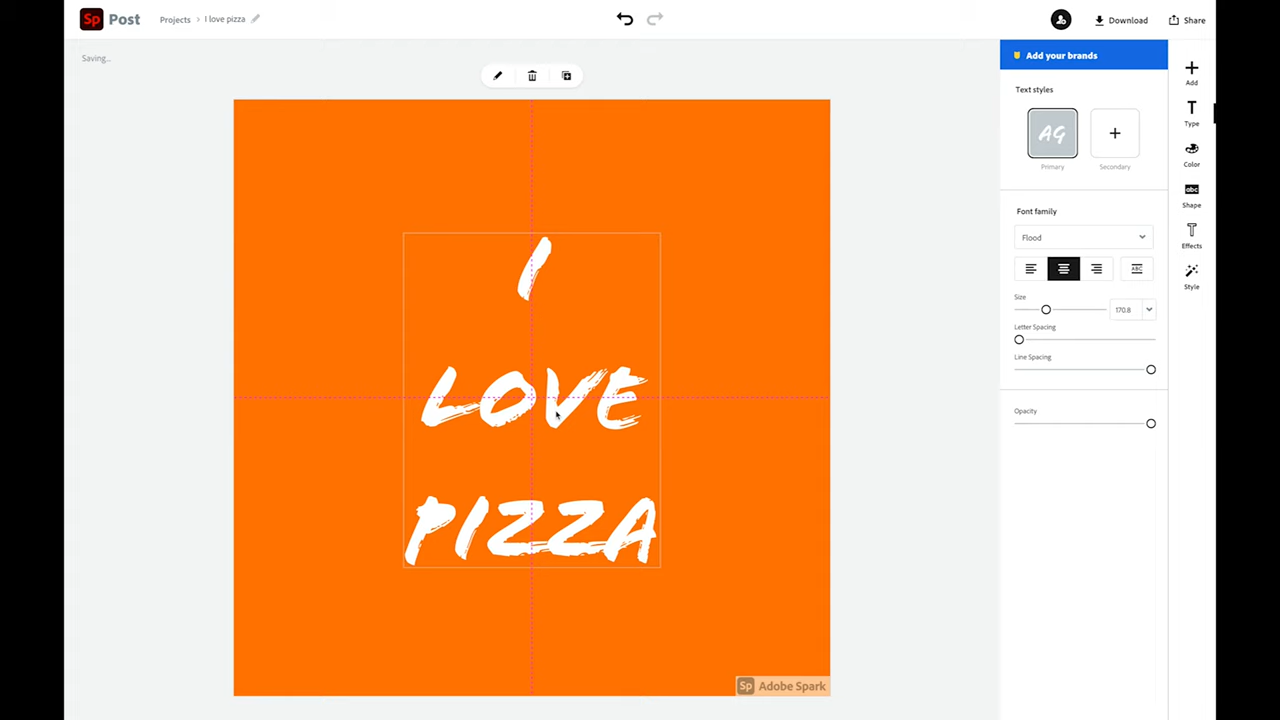 Sp Post
Projects > I love pizza
Download
Share
Saving...
Add your brands
Text styles
AG
+
Primary
Secondary
Font family
Flood
ABC
Size
170.8
Letter Spacing
Line Spacing
Opacity
Add
T
Type
Color
abc
Shape
T
Effects
Style
I
LOVE
PIZZA
Sp Adobe Spark